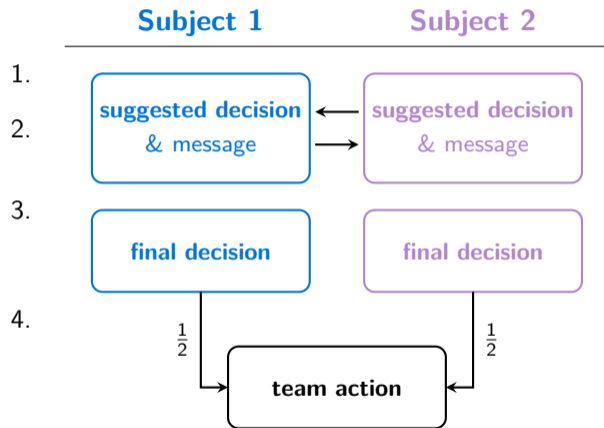 Subject 1 Subject 2
1.
suggested decision suggested decision
2.
& message & message
3.
final decision final decision
4.
1/2 1/2
team action